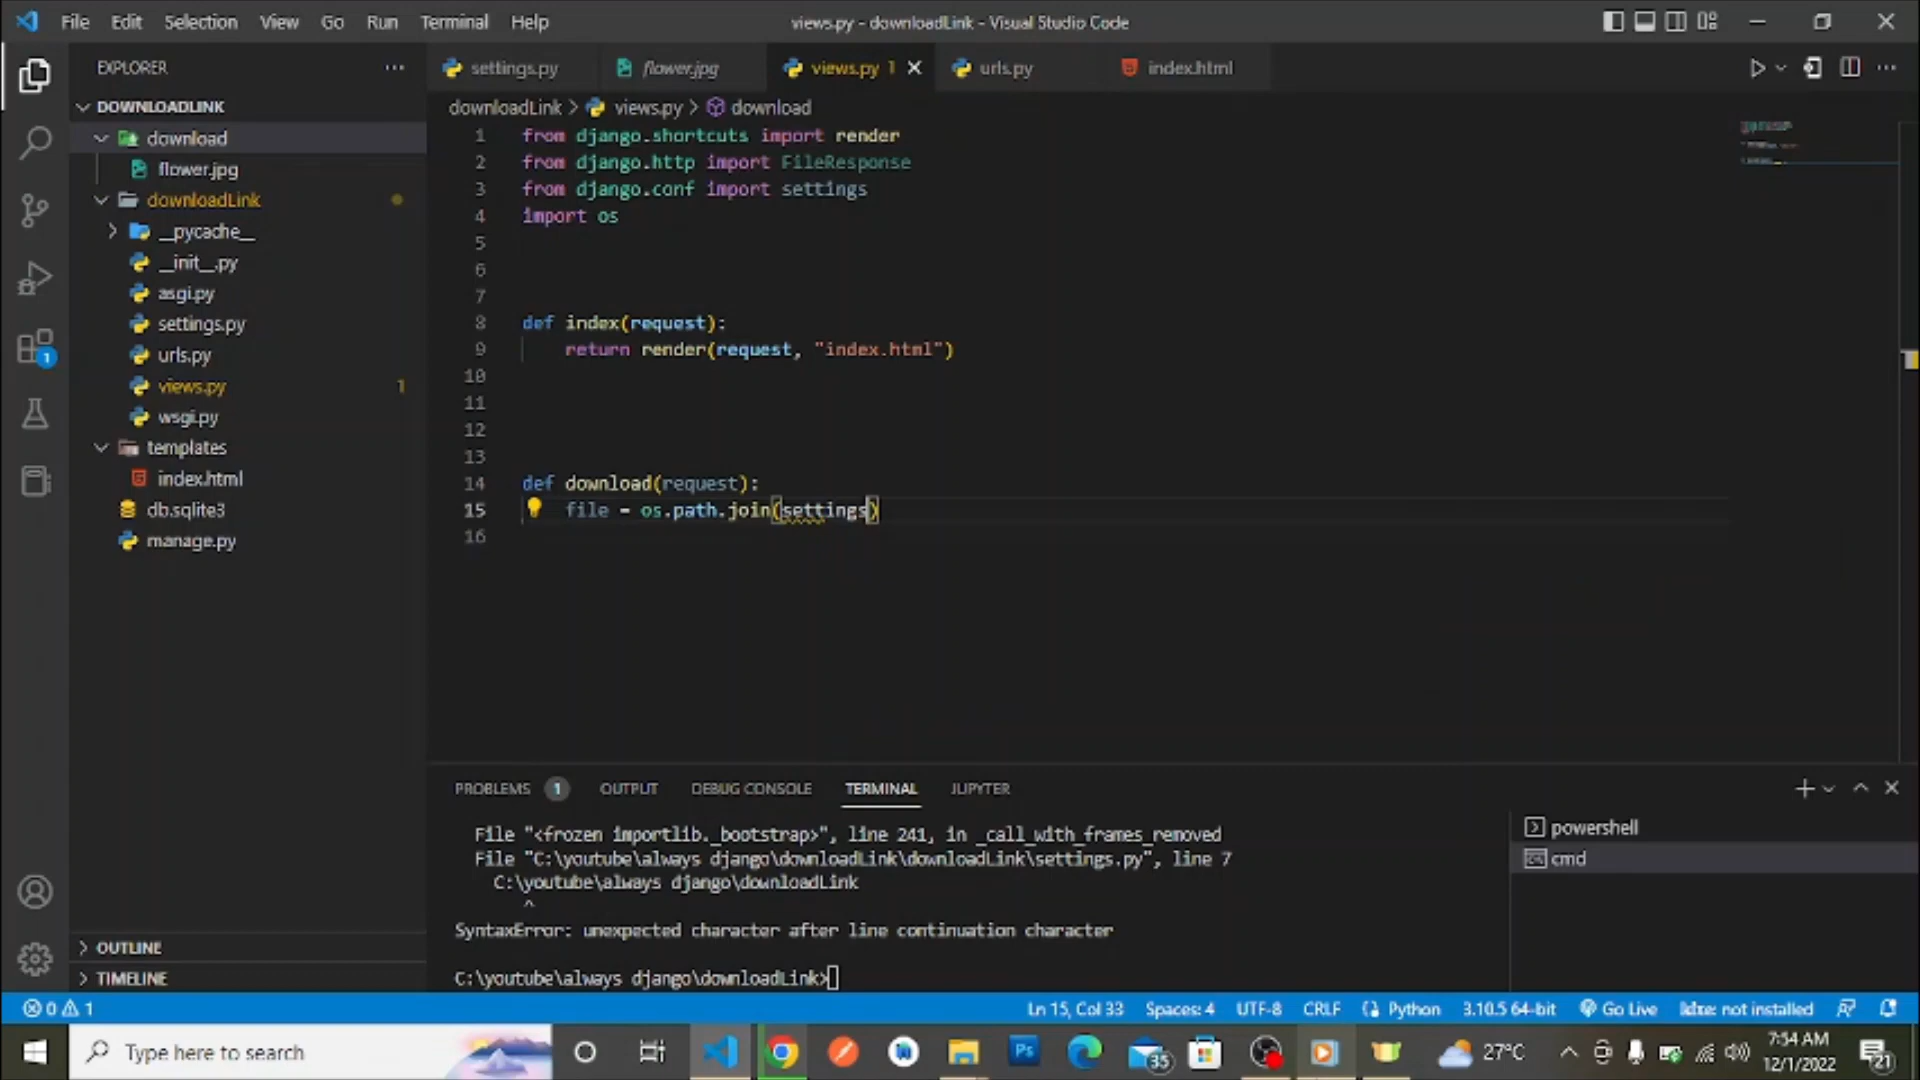 File Edit Selection View Go Run Terminal Help
views.py - downloadLink - Visual Studio Code
EXPLORER
DOWNLOADLINK
download
flower.jpg
downloadLink
__pycache__
__init__.py
asgi.py
settings.py
urls.py
views.py 1
wsgi.py
templates
index.html
db.sqlite3
manage.py
OUTLINE
TIMELINE
1
settings.py flower.jpg views.py 1 urls.py index.html
downloadLink > views.py > download
1 from django.shortcuts import render
2 from django.http import FileResponse
3 from django.conf import settings
4 import os
5
6
7
8 def index(request):
9 return render(request, "index.html")
10
11
12
13
14 def download(request):
15 file = os.path.join(settings)
16
PROBLEMS 1 OUTPUT DEBUG CONSOLE TERMINAL JUPYTER
File "<frozen importlib._bootstrap>", line 241, in _call_with_frames_removed
File "C:\youtube\always django\downloadLink\downloadLink\settings.py", line 7
C:\youtube\always django\downloadLink
^
SyntaxError: unexpected character after line continuation character
C:\youtube\always django\downloadLink>
powershell
cmd
0 1
Ln 15, Col 33 Spaces: 4 UTF-8 CRLF Python 3.10.5 64-bit Go Live not installed
Type here to search
Ps
35
27°C
7:54 AM
12/1/2022
21